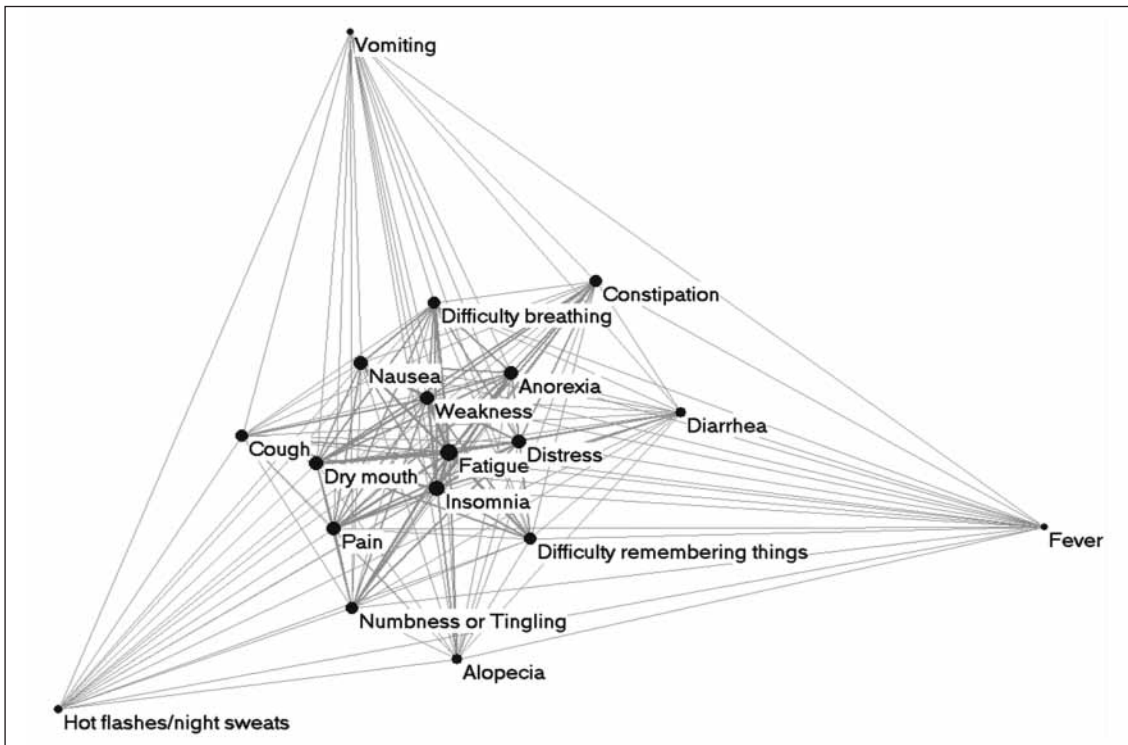 Vomiting
Constipation
Difficulty breathing
Nausea
Anorexia
Weakness
Diarrhea
Cough
Distress
Fatigue
Dry mouth
Insomnia
Pain
Difficulty remembering things
Fever
Numbness or Tingling
Alopecia
Hot flashes/night sweats